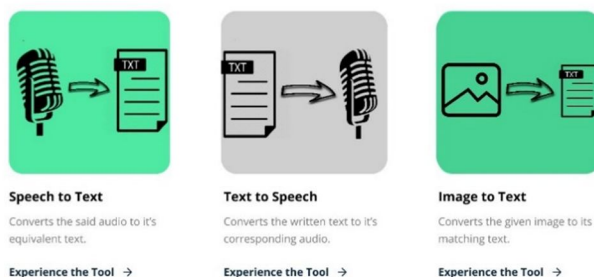 TXT
TXT
TXT
Speech to Text
Converts the said audio to it's
equivalent text.
Experience the Tool →
Text to Speech
Converts the written text to it's
corresponding audio.
Experience the Tool →
Image to Text
Converts the given image to its
matching text.
Experience the Tool →